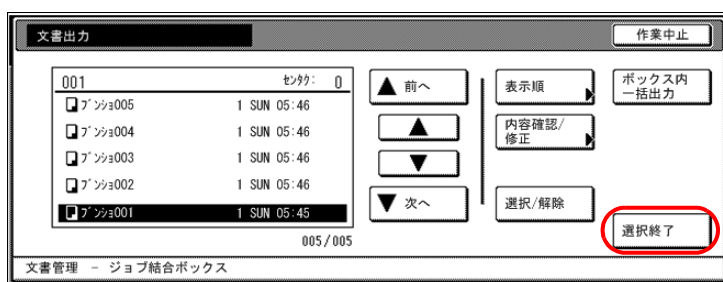 文書出力
作業中止
001 センタク: 0
ブンショ005 1 SUN 05:46
ブンショ004 1 SUN 05:46
ブンショ003 1 SUN 05:46
ブンショ002 1 SUN 05:46
ブンショ001 1 SUN 05:45
005/005
▲ 前へ
▲
▼
▼ 次へ
表示順
内容確認/
修正
選択/解除
ボックス内
一括出力
選択終了
文書管理 － ジョブ結合ボックス